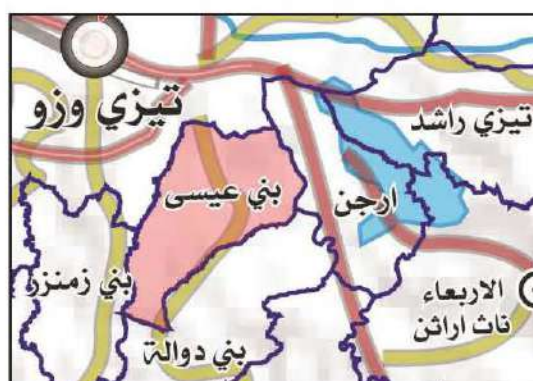 تيزي وزو
تيزي راشد
بني عيسى
ارجن
بني زمنزر
الاربعاء
ناث اراثن
بني دوالة